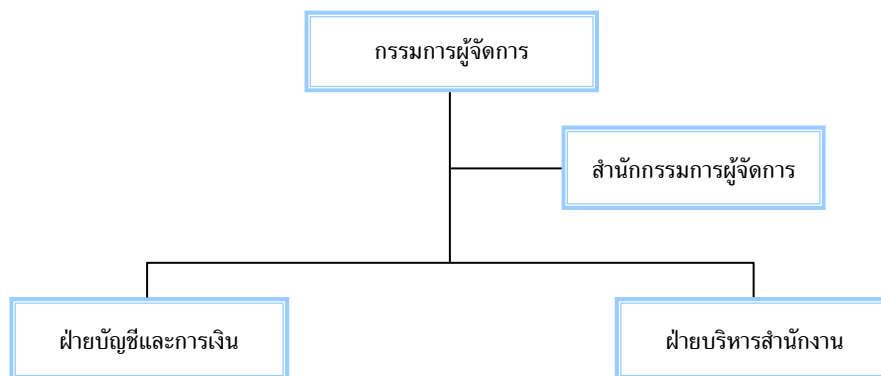 กรรมการผู้จัดการ
สำนักกรรมการผู้จัดการ
ฝ่ายบัญชีและการเงิน
ฝ่ายบริหารสำนักงาน